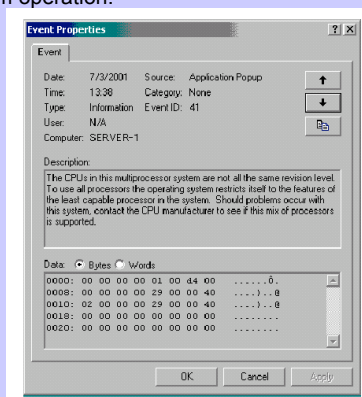 operation.
Event Properties
Event
Date: 7/3/2001 Source: Application Popup
Time: 13:38 Category: None
Type: Information Event ID: 41
User: N/A
Computer: SERVER-1
Description:
The CPUs in this multiprocessor system are not all the same revision level.
To use all processors the operating system restricts itself to the features of
the least capable processor in the system. Should problems occur with
this system, contact the CPU manufacturer to see if this mix of processors
is supported.
Data: Bytes Words
0000: 00 00 00 00 01 00 d4 00 ......Ô.
0008: 00 00 00 00 29 00 00 40 ....)..@
0010: 02 00 00 00 29 00 00 40 ....)..@
0018: 00 00 00 00 00 00 00 00 ........
0020: 00 00 00 00 00 00 00 00 ........
OK Cancel Apply